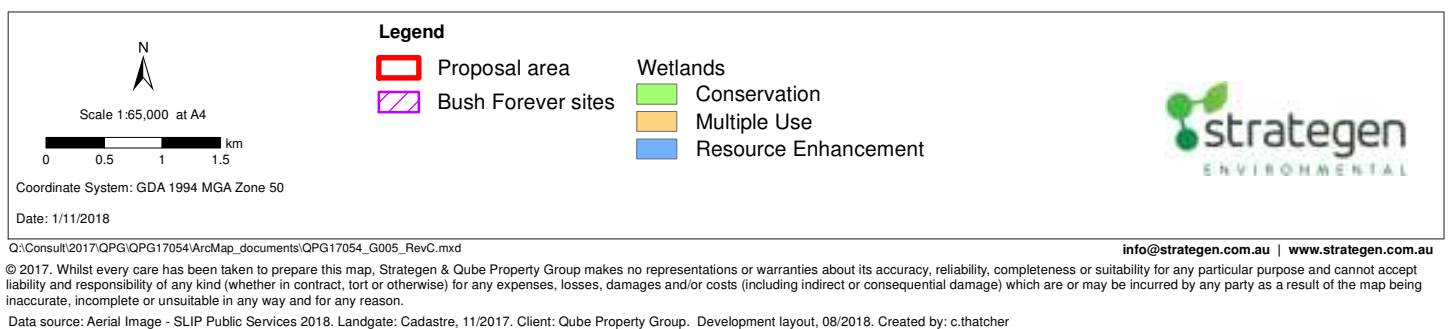 Legend
N
Scale 1:65,000 at A4
km
0 0.5 1 1.5
Coordinate System: GDA 1994 MGA Zone 50
Date: 1/11/2018
Proposal area
Bush Forever sites
Wetlands
Conservation
Multiple Use
Resource Enhancement
strategen
ENVIRONMENTAL
Q:\Consult\2017\QPG\QPG17054\ArcMap_documents\QPG17054_G005_RevC.mxd
info@strategen.com.au | www.strategen.com.au
© 2017. Whilst every care has been taken to prepare this map, Strategen & Qube Property Group makes no representations or warranties about its accuracy, reliability, completeness or suitability for any particular purpose and cannot accept
liability and responsibility of any kind (whether in contract, tort or otherwise) for any expenses, losses, damages and/or costs (including indirect or consequential damage) which are or may be incurred by any party as a result of the map being
inaccurate, incomplete or unsuitable in any way and for any reason.
Data source: Aerial Image - SLIP Public Services 2018. Landgate: Cadastre, 11/2017. Client: Qube Property Group. Development layout, 08/2018. Created by: c.thatcher